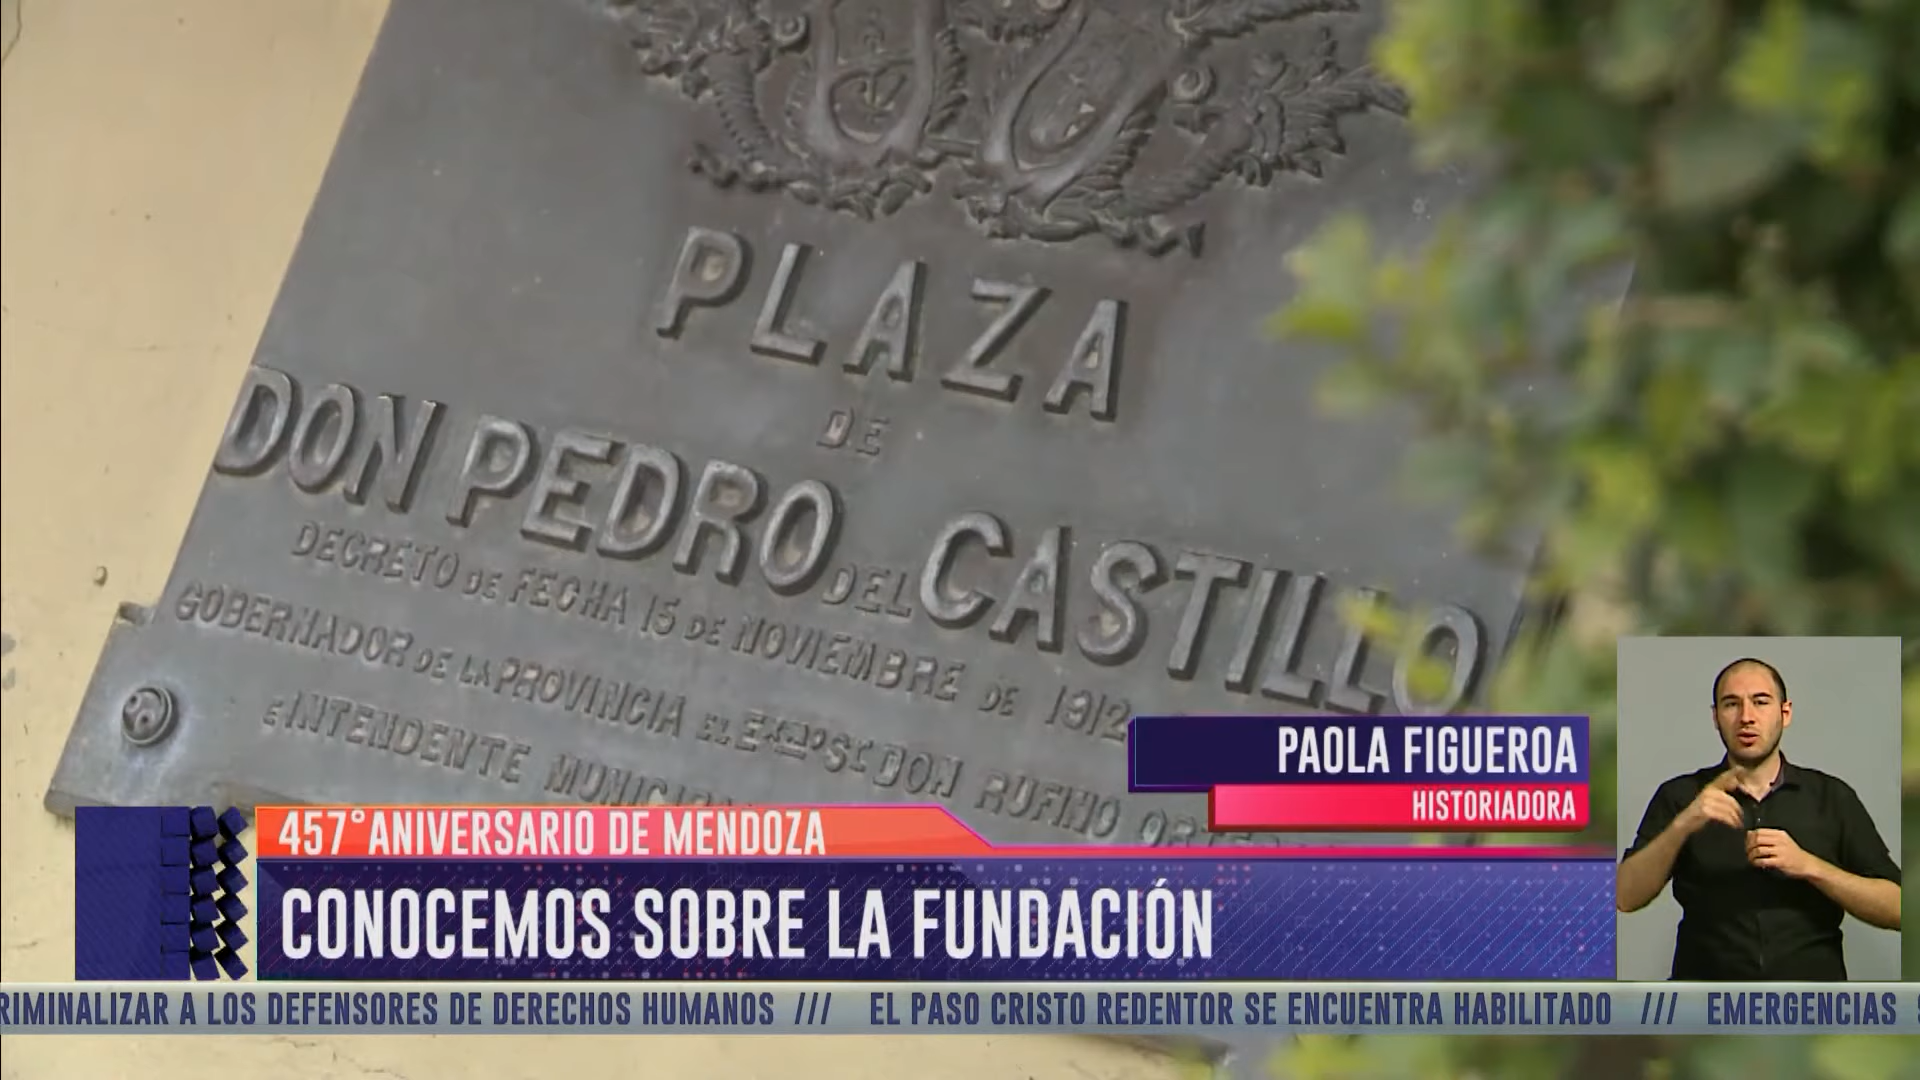 PLAZA
DE
DON PEDRO DEL CASTILLO
DECRETO DE FECHA 15 DE NOVIEMBRE DE 1912
GOBERNADOR DE LA PROVINCIA EL EXMO SR DON RUFINO
E INTENDENTE
PAOLA FIGUEROA
HISTORIADORA
457° ANIVERSARIO DE MENDOZA
CONOCEMOS SOBRE LA FUNDACIÓN
RIMINALIZAR A LOS DEFENSORES DE DERECHOS HUMANOS /// EL PASO CRISTO REDENTOR SE ENCUENTRA HABILITADO /// EMERGENCIAS